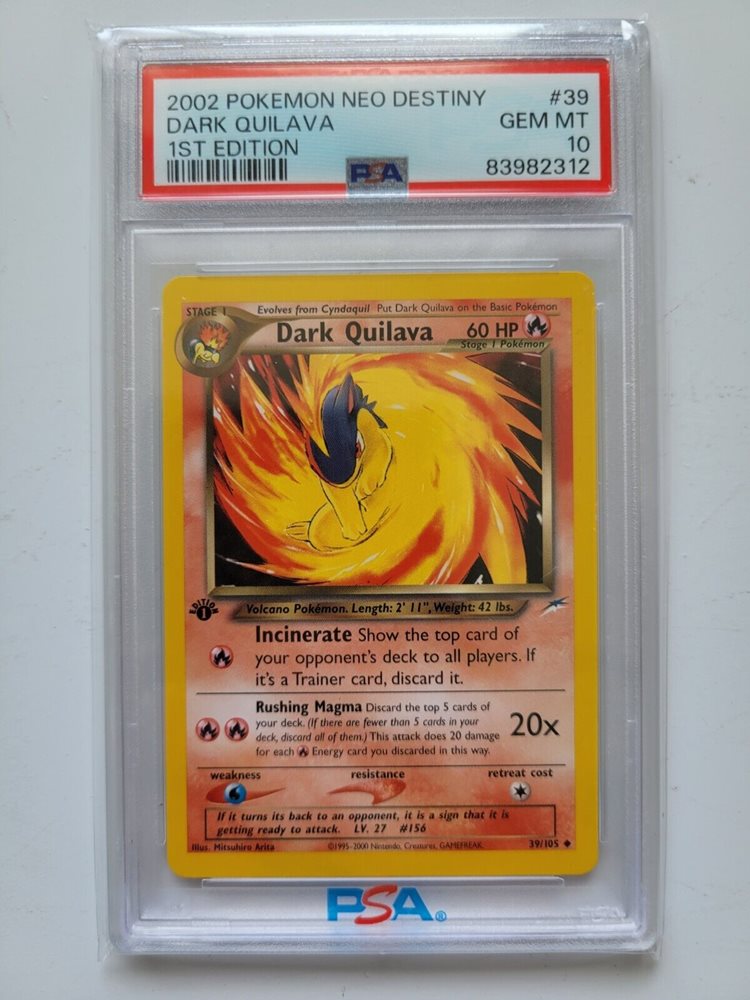 2002 POKEMON NEO DESTINY #39
DARK QUILAVA GEM MT
1ST EDITION 10
PSA 83982312
STAGE 1 Evolves from Cyndaquil Put Dark Quilava on the Basic Pokémon
Dark Quilava 60 HP
Stage 1 Pokémon
EDITION 1
Volcano Pokémon. Length: 2' 11", Weight: 42 lbs.
Incinerate Show the top card of
your opponent's deck to all players. If
it's a Trainer card, discard it.
Rushing Magma Discard the top 5 cards of
your deck. (If there are fewer than 5 cards in your
deck, discard all of them.) This attack does 20 damage
for each Energy card you discarded in this way.
20x
weakness resistance retreat cost
If it turns its back to an opponent, it is a sign that it is
getting ready to attack. LV. 27 #156
Illus. Mitsuhiro Arita ©1995-2000 Nintendo, Creatures, GAMEFREAK. 39/105
PSA®